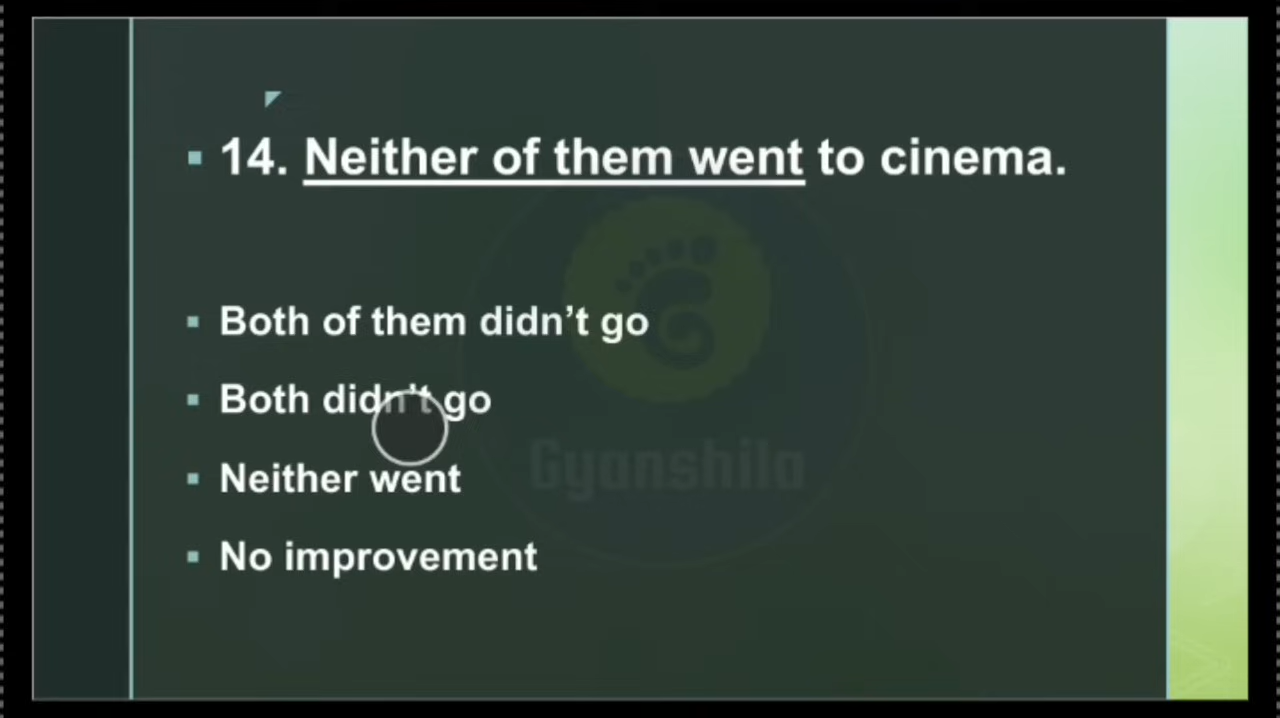 14. Neither of them went to cinema.
Both of them didn't go
Both didn't go
Neither went
No improvement
Gyanshila